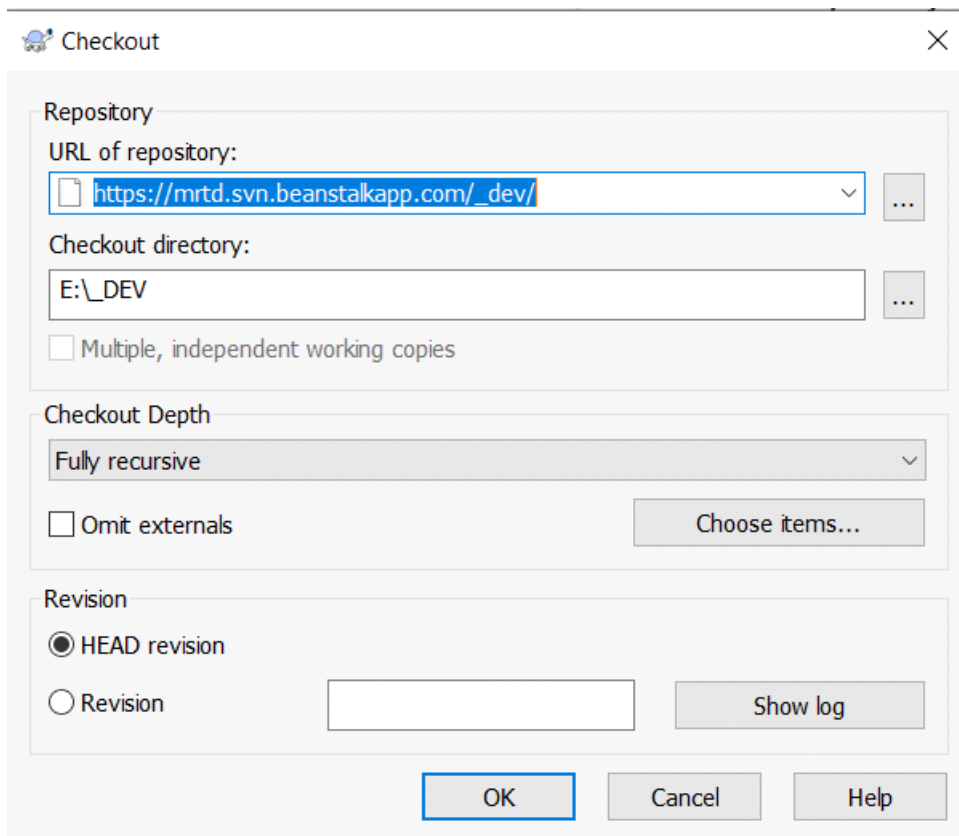 Checkout
Repository
URL of repository:
https://mrtd.svn.beanstalkapp.com/_dev/
...
Checkout directory:
E:\_DEV
...
Multiple, independent working copies
Checkout Depth
Fully recursive
Omit externals
Choose items...
Revision
HEAD revision
Revision
Show log
OK Cancel Help